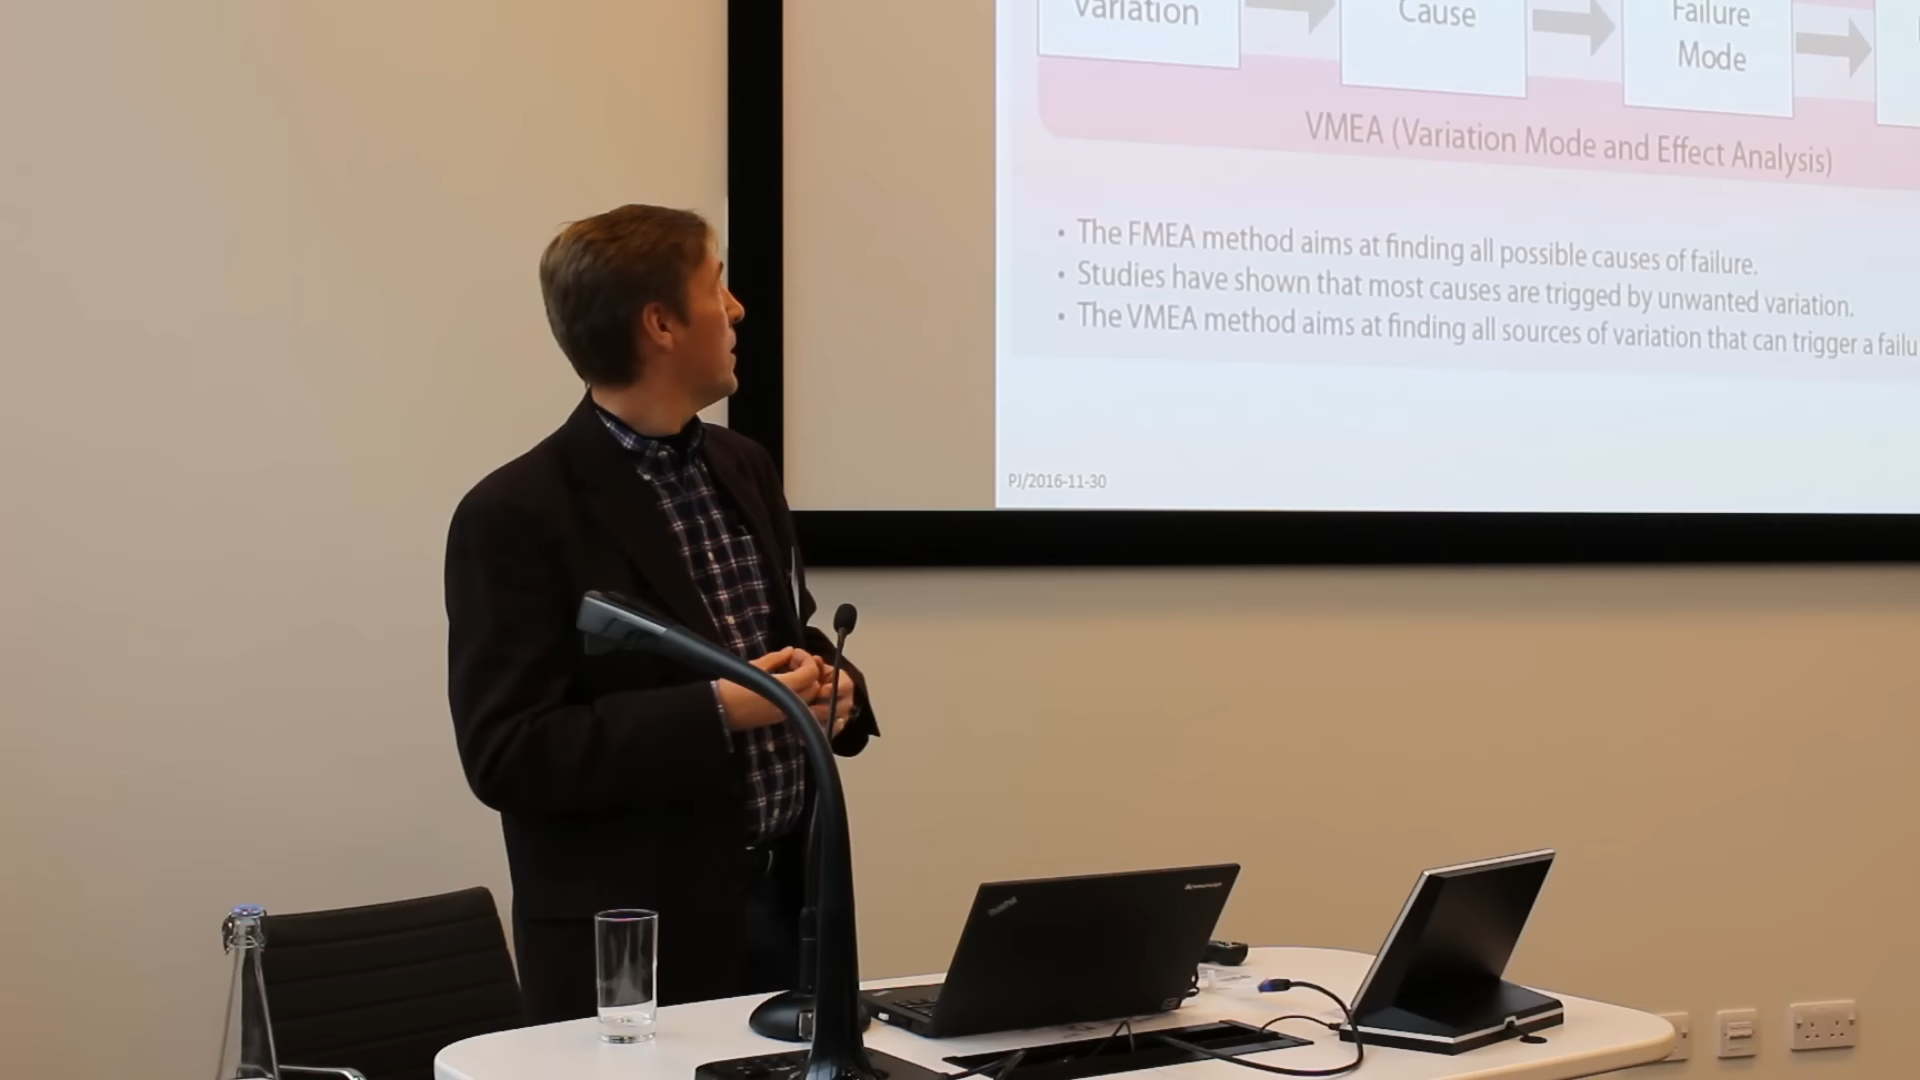 Variation
Cause
Failure
Mode
VMEA (Variation Mode and Effect Analysis)
• The FMEA method aims at finding all possible causes of failure.
• Studies have shown that most causes are trigged by unwanted variation.
• The VMEA method aims at finding all sources of variation that can trigger a failu
PJ/2016-11-30
ThinkPad
lenovo